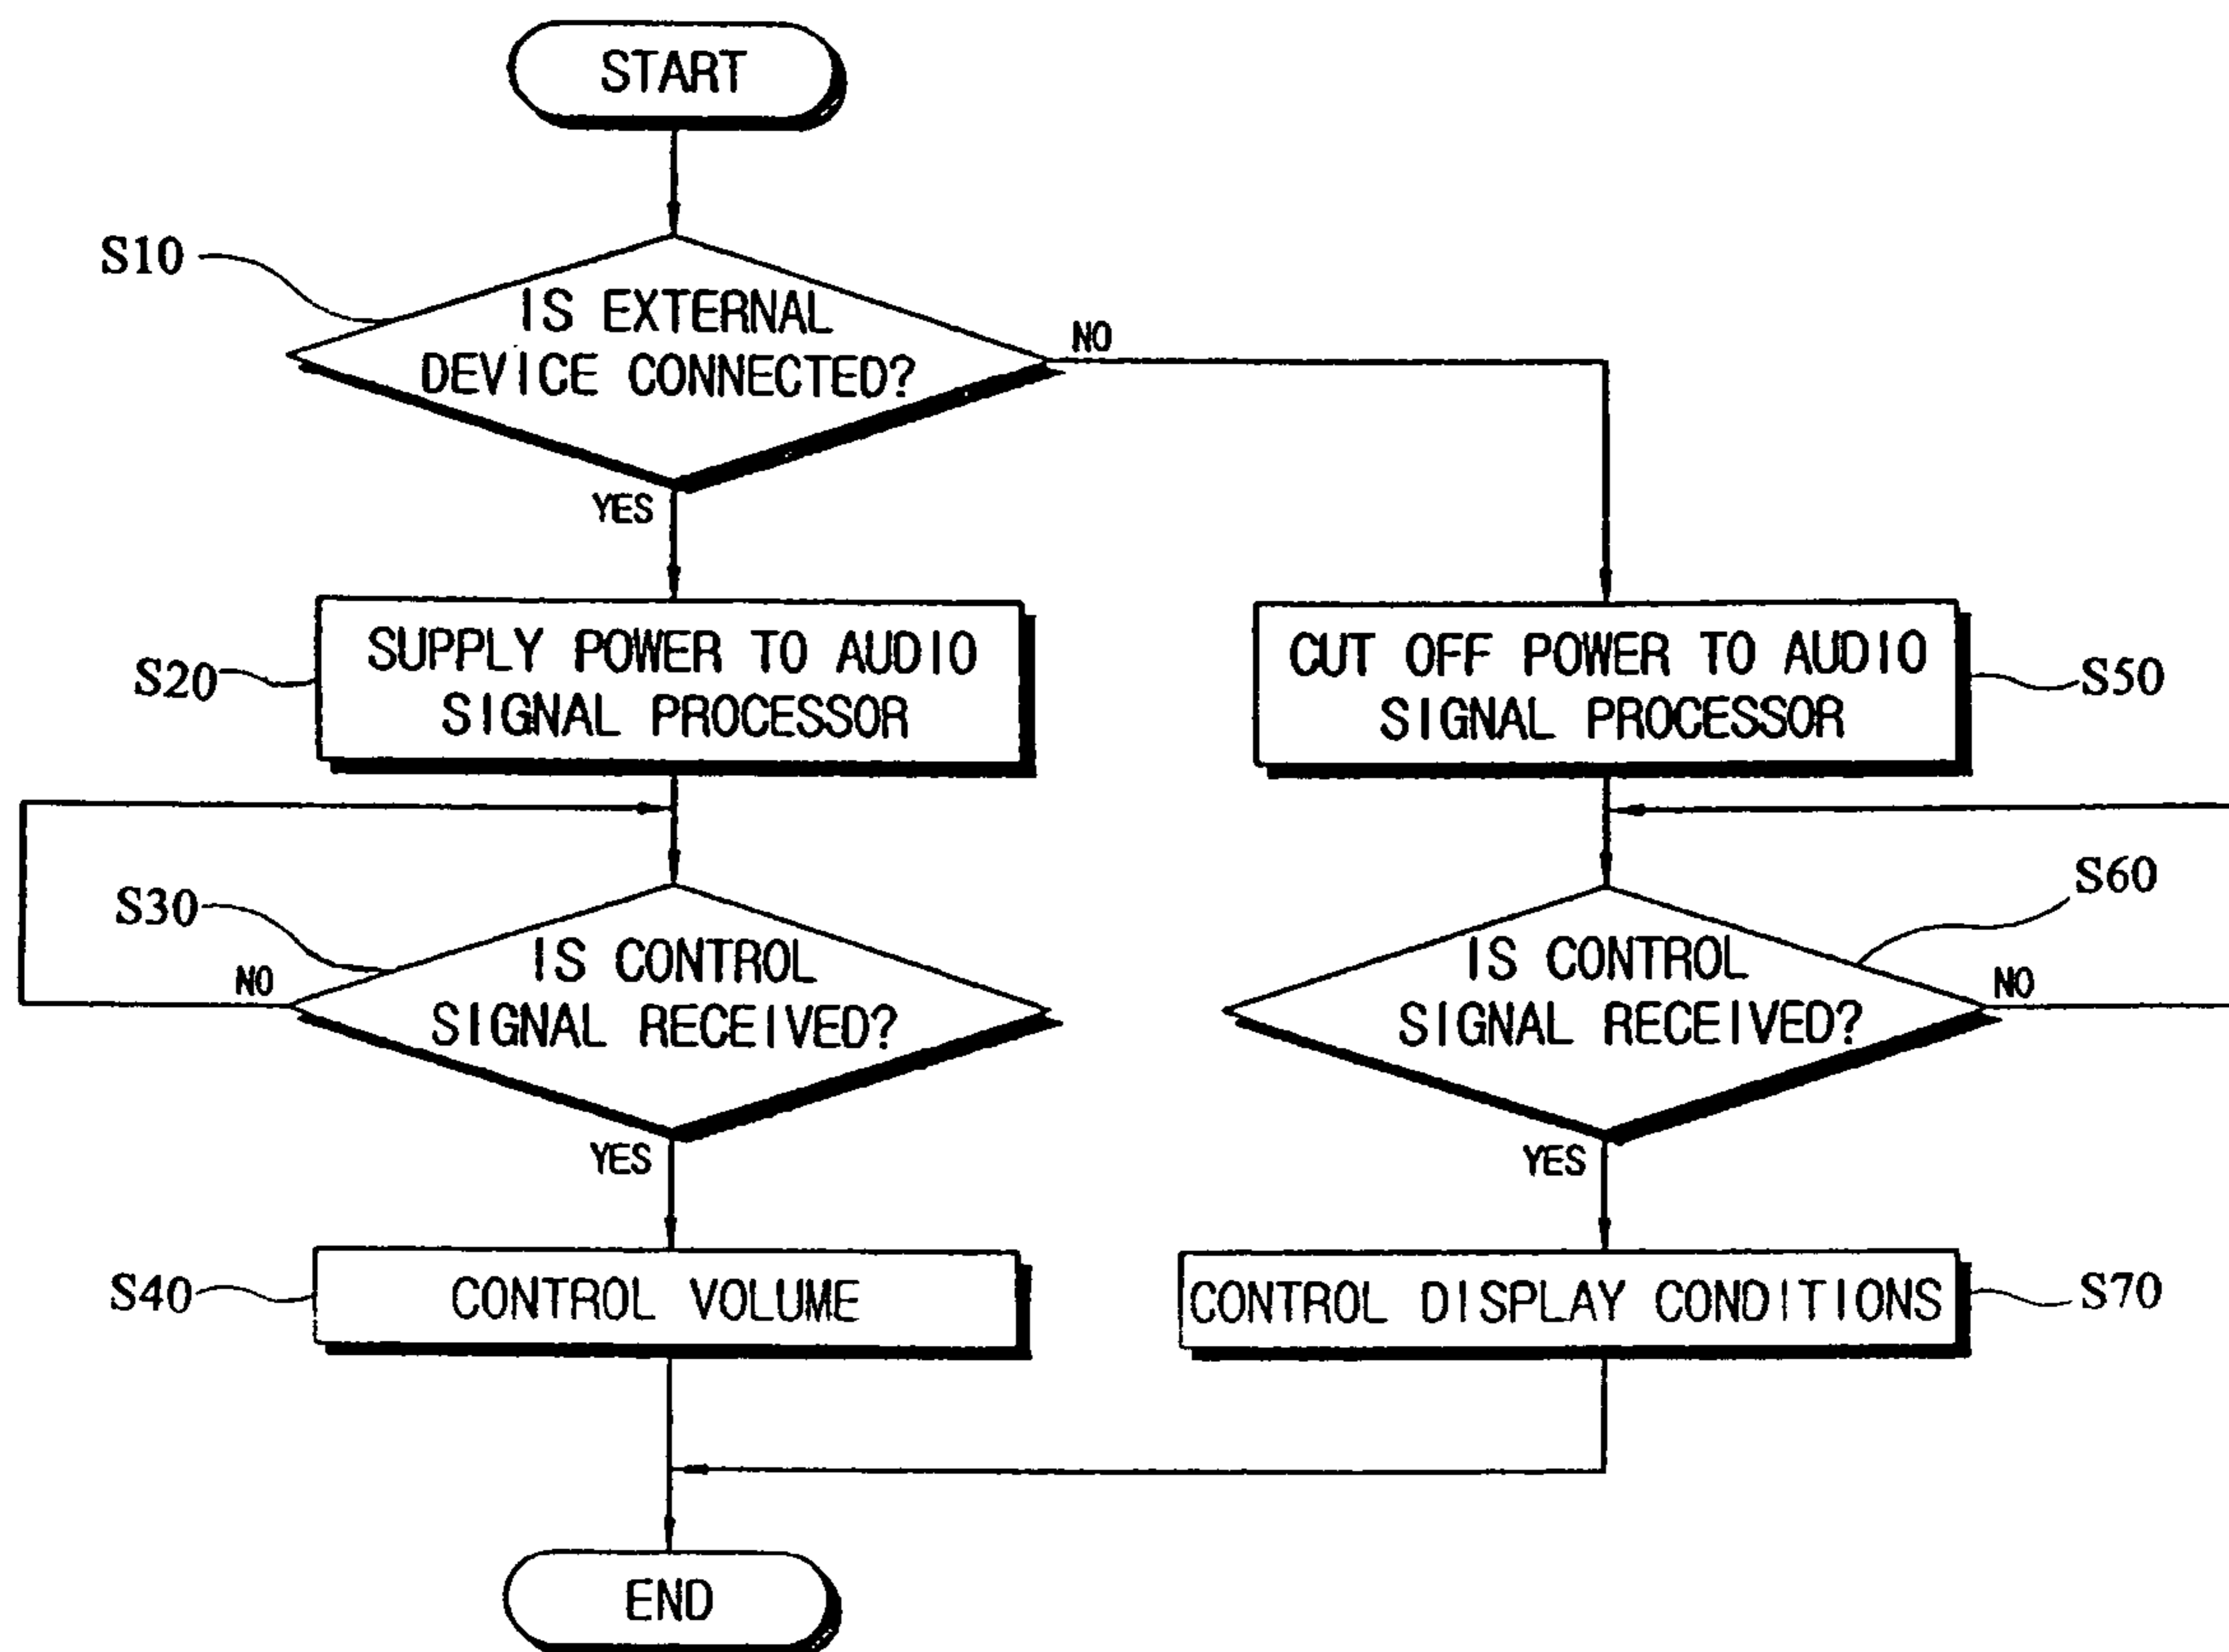 START
S10
IS EXTERNAL
DEVICE CONNECTED?
NO
YES
S20
SUPPLY POWER TO AUDIO
SIGNAL PROCESSOR
CUT OFF POWER TO AUDIO
SIGNAL PROCESSOR
S50
S30
IS CONTROL
SIGNAL RECEIVED?
NO
YES
S60
IS CONTROL
SIGNAL RECEIVED?
NO
YES
S40
CONTROL VOLUME
CONTROL DISPLAY CONDITIONS
S70
END